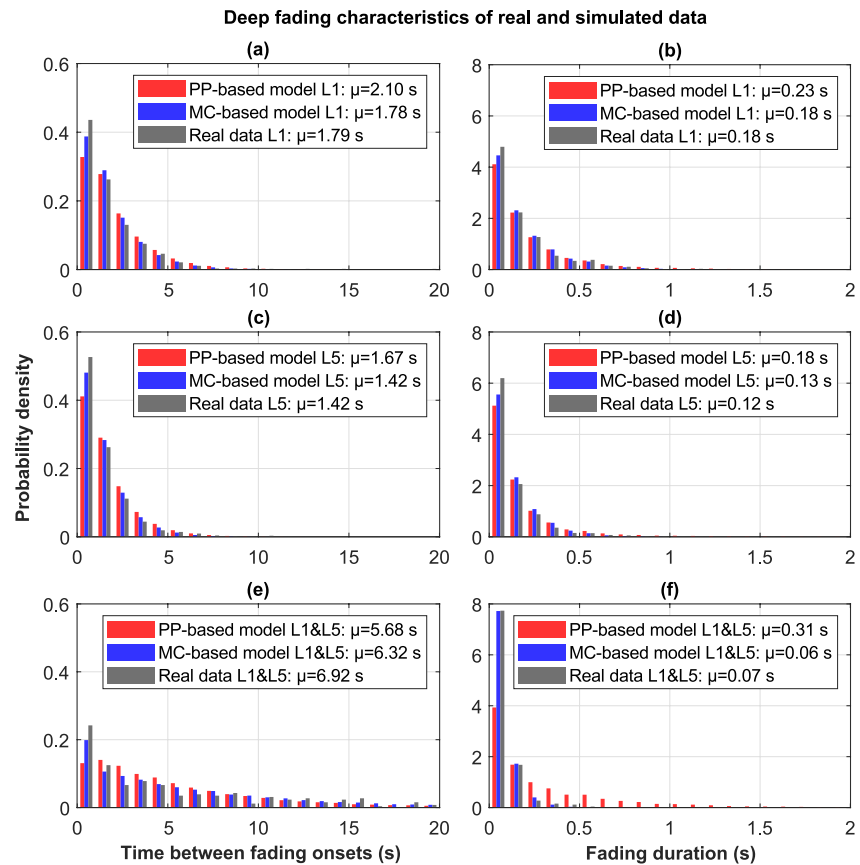 Deep fading characteristics of real and simulated data
(a)
0.6
0.4
0.2
0
0
5
10
15
20
PP-based model L1: μ=2.10 s
MC-based model L1: μ=1.78 s
Real data L1: μ=1.79 s
(b)
8
6
4
2
0
0
0.5
1
1.5
2
PP-based model L1: μ=0.23 s
MC-based model L1: μ=0.18 s
Real data L1: μ=0.18 s
(c)
Probability density
0.6
0.4
0.2
0
0
5
10
15
20
PP-based model L5: μ=1.67 s
MC-based model L5: μ=1.42 s
Real data L5: μ=1.42 s
(d)
8
6
4
2
0
0
0.5
1
1.5
2
PP-based model L5: μ=0.18 s
MC-based model L5: μ=0.13 s
Real data L5: μ=0.12 s
(e)
0.6
0.4
0.2
0
0
5
10
15
20
PP-based model L1&L5: μ=5.68 s
MC-based model L1&L5: μ=6.32 s
Real data L1&L5: μ=6.92 s
Time between fading onsets (s)
(f)
8
6
4
2
0
0
0.5
1
1.5
2
PP-based model L1&L5: μ=0.31 s
MC-based model L1&L5: μ=0.06 s
Real data L1&L5: μ=0.07 s
Fading duration (s)